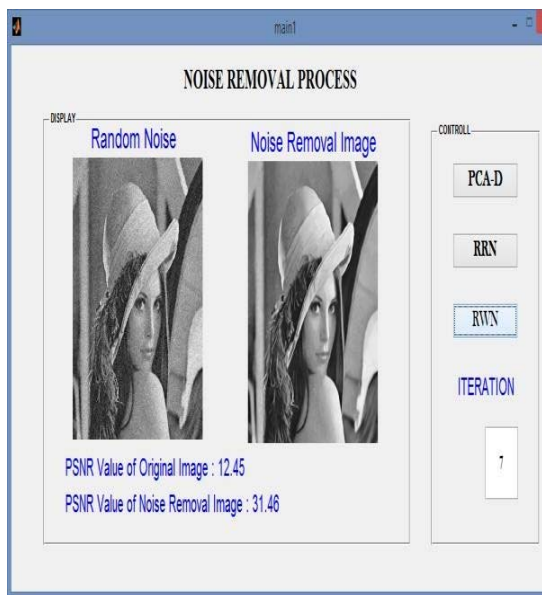 main1
NOISE REMOVAL PROCESS
DISPLAY
Random Noise
Noise Removal Image
PSNR Value of Original Image : 12.45
PSNR Value of Noise Removal Image : 31.46
CONTROLL
PCA-D
RRN
RWN
ITERATION
7